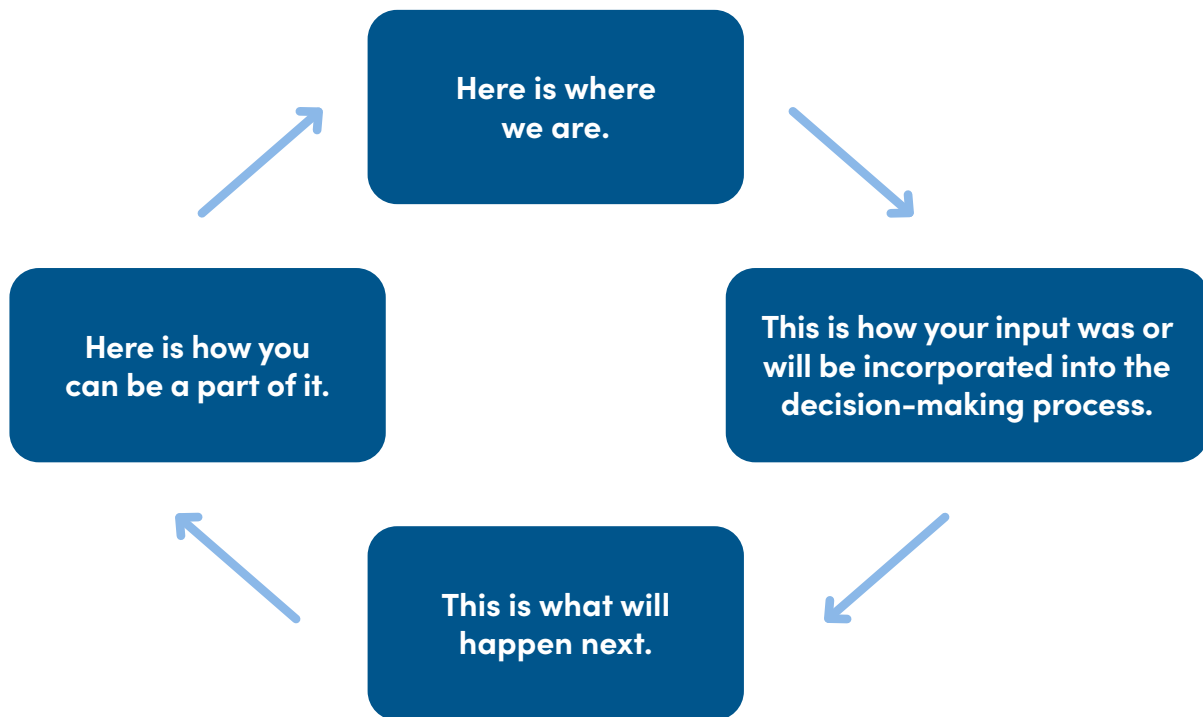 Here is where
we are.
This is how your input was or
will be incorporated into the
decision-making process.
This is what will
happen next.
Here is how you
can be a part of it.